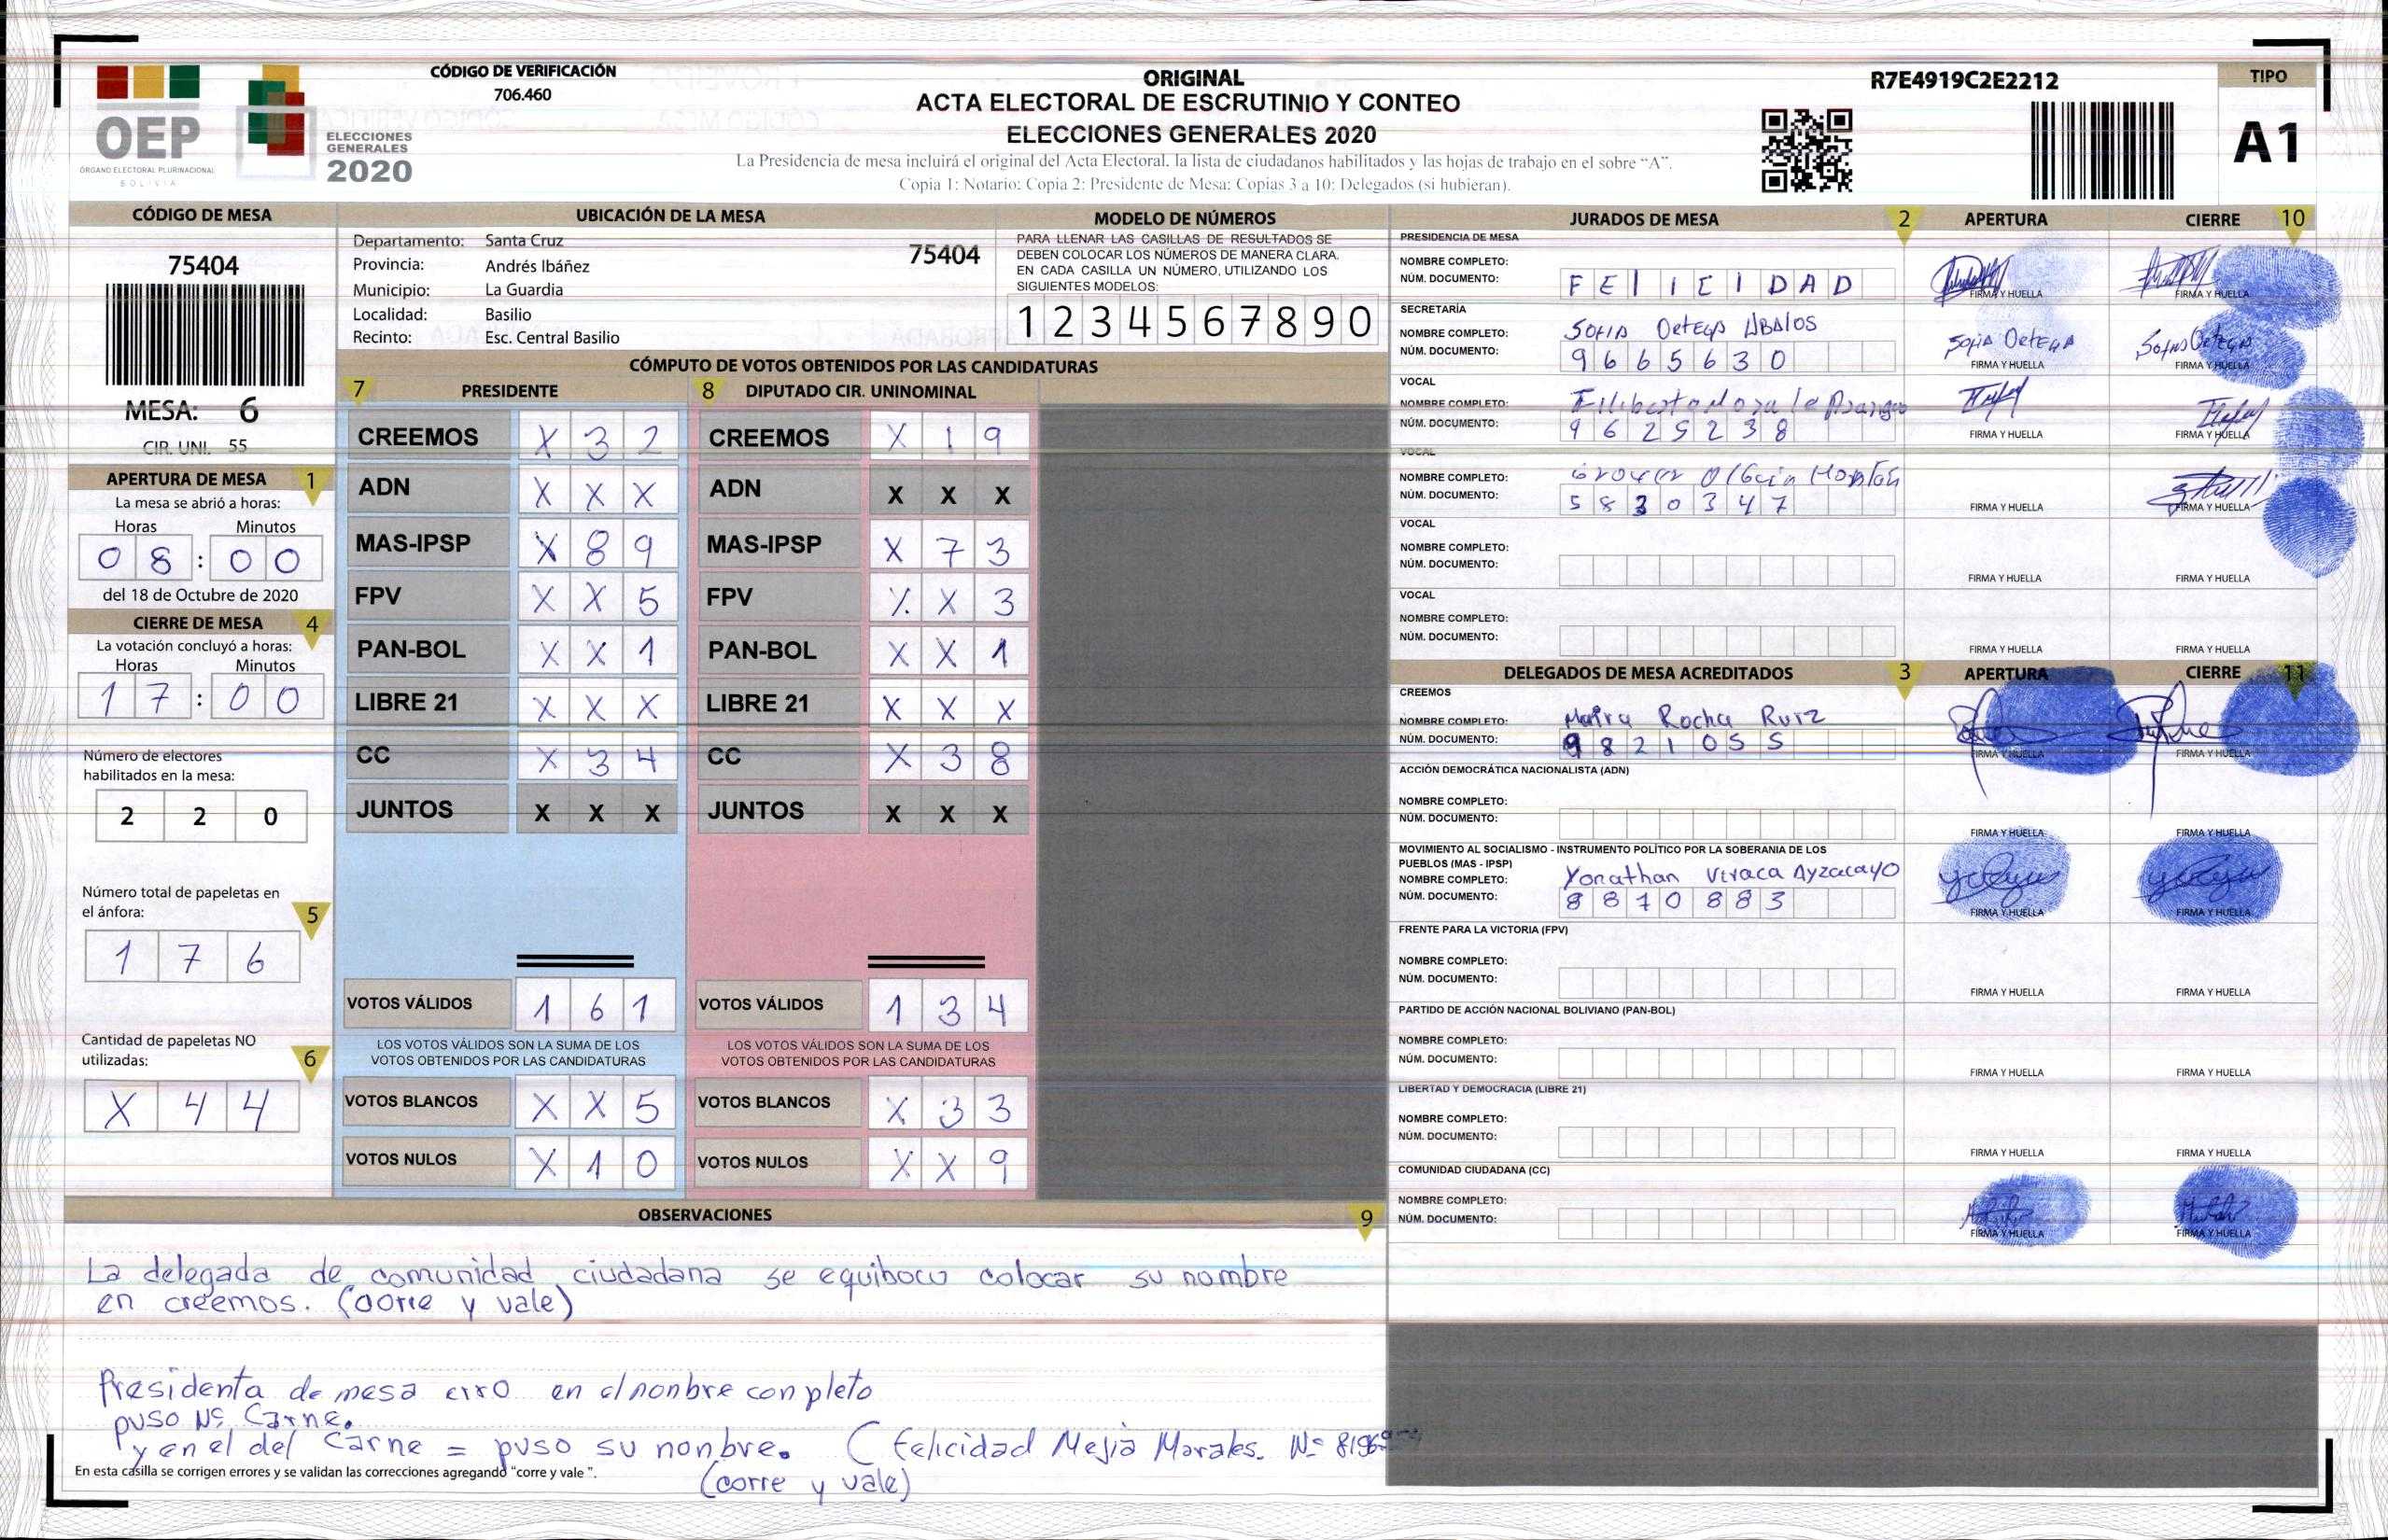 CÓDIGO DE VERIFICACIÓN
706.460
OEP
ÓRGANO ELECTORAL PLURINACIONAL
BOLIVIA
ELECCIONES
GENERALES
2020
ORIGINAL
ACTA ELECTORAL DE ESCRUTINIO Y CONTEO
ELECCIONES GENERALES 2020
La Presidencia de mesa incluirá el original del Acta Electoral, la lista de ciudadanos habilitados y las hojas de trabajo en el sobre “A”.
Copia 1: Notario; Copia 2: Presidente de Mesa; Copias 3 a 10: Delegados (si hubieran).
R7E4919C2E2212
TIPO
A1
CÓDIGO DE MESA
75404
MESA: 6
CIR. UNI. 55
APERTURA DE MESA 1
La mesa se abrió a horas:
Horas Minutos
08:00
del 18 de Octubre de 2020
CIERRE DE MESA 4
La votación concluyó a horas:
Horas Minutos
17:00
Número de electores
habilitados en la mesa:
2 2 0
Número total de papeletas en
el ánfora: 5
1 7 6
Cantidad de papeletas NO
utilizadas: 6
X 4 4
UBICACIÓN DE LA MESA
Departamento: Santa Cruz 75404
Provincia: Andrés Ibáñez
Municipio: La Guardia
Localidad: Basilio
Recinto: Esc. Central Basilio
MODELO DE NÚMEROS
PARA LLENAR LAS CASILLAS DE RESULTADOS SE
DEBEN COLOCAR LOS NÚMEROS DE MANERA CLARA.
EN CADA CASILLA UN NÚMERO, UTILIZANDO LOS
SIGUIENTES MODELOS:
1 2 3 4 5 6 7 8 9 0
CÓMPUTO DE VOTOS OBTENIDOS POR LAS CANDIDATURAS
7 PRESIDENTE 8 DIPUTADO CIR. UNINOMINAL
CREEMOS X 3 2 CREEMOS X 1 9
ADN X X X ADN X X X
MAS-IPSP X 8 9 MAS-IPSP X 7 3
FPV X X 5 FPV X X 3
PAN-BOL X X 1 PAN-BOL X X 1
LIBRE 21 X X X LIBRE 21 X X X
CC X 3 4 CC X 3 8
JUNTOS X X X JUNTOS X X X
VOTOS VÁLIDOS 1 6 1 VOTOS VÁLIDOS 1 3 4
LOS VOTOS VÁLIDOS SON LA SUMA DE LOS LOS VOTOS VÁLIDOS SON LA SUMA DE LOS
VOTOS OBTENIDOS POR LAS CANDIDATURAS VOTOS OBTENIDOS POR LAS CANDIDATURAS
VOTOS BLANCOS X X 5 VOTOS BLANCOS X 3 3
VOTOS NULOS X 1 0 VOTOS NULOS X X 9
OBSERVACIONES 9
La delegada de comunidad ciudadana se equiboco colocar su nombre
en creemos. (corre y vale)
Presidenta de mesa erro en el nonbre conpleto
puso Nº Carne.
y en el del Carne = puso su nonbre. (Felicidad Mejia Morales. Nº
(corre y vale)
En esta casilla se corrigen errores y se validan las correcciones agregando "corre y vale ".
JURADOS DE MESA 2 APERTURA CIERRE 10
PRESIDENCIA DE MESA
NOMBRE COMPLETO:
NÚM. DOCUMENTO: F E L I C I D A D FIRMA Y HUELLA FIRMA Y HUELLA
SECRETARÍA
NOMBRE COMPLETO: SOFIA ORTEGA
NÚM. DOCUMENTO: 9665630 SOFIA ORTEGA FIRMA Y HUELLA FIRMA Y HUELLA
VOCAL
NOMBRE COMPLETO: Filiberto
NÚM. DOCUMENTO: 9625238 FIRMA Y HUELLA FIRMA Y HUELLA
VOCAL
NOMBRE COMPLETO: Grover
NÚM. DOCUMENTO: 5830347 FIRMA Y HUELLA FIRMA Y HUELLA
VOCAL
NOMBRE COMPLETO:
NÚM. DOCUMENTO: FIRMA Y HUELLA FIRMA Y HUELLA
VOCAL
NOMBRE COMPLETO:
NÚM. DOCUMENTO: FIRMA Y HUELLA FIRMA Y HUELLA
DELEGADOS DE MESA ACREDITADOS 3 APERTURA CIERRE 11
CREEMOS
NOMBRE COMPLETO: Maira Rocha Ruiz
NÚM. DOCUMENTO: 9821055 FIRMA Y HUELLA FIRMA Y HUELLA
ACCIÓN DEMOCRÁTICA NACIONALISTA (ADN)
NOMBRE COMPLETO:
NÚM. DOCUMENTO: FIRMA Y HUELLA FIRMA Y HUELLA
MOVIMIENTO AL SOCIALISMO - INSTRUMENTO POLÍTICO POR LA SOBERANIA DE LOS
PUEBLOS (MAS - IPSP)
NOMBRE COMPLETO: Yonathan Viraca Ayzacayo
NÚM. DOCUMENTO: 8810883 FIRMA Y HUELLA FIRMA Y HUELLA
FRENTE PARA LA VICTORIA (FPV)
NOMBRE COMPLETO:
NÚM. DOCUMENTO: FIRMA Y HUELLA FIRMA Y HUELLA
PARTIDO DE ACCIÓN NACIONAL BOLIVIANO (PAN-BOL)
NOMBRE COMPLETO:
NÚM. DOCUMENTO: FIRMA Y HUELLA FIRMA Y HUELLA
LIBERTAD Y DEMOCRACIA (LIBRE 21)
NOMBRE COMPLETO:
NÚM. DOCUMENTO: FIRMA Y HUELLA FIRMA Y HUELLA
COMUNIDAD CIUDADANA (CC)
NOMBRE COMPLETO:
NÚM. DOCUMENTO: FIRMA Y HUELLA FIRMA Y HUELLA